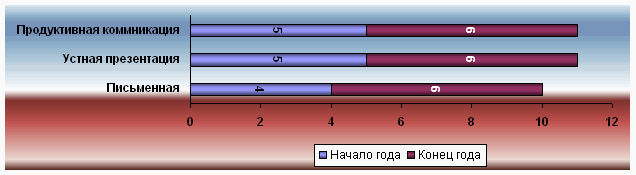 Продуктивная коммникация 5 6
Устная презентация 5 6
Письменная 4 6
0 2 4 6 8 10 12
Начало года Конец года